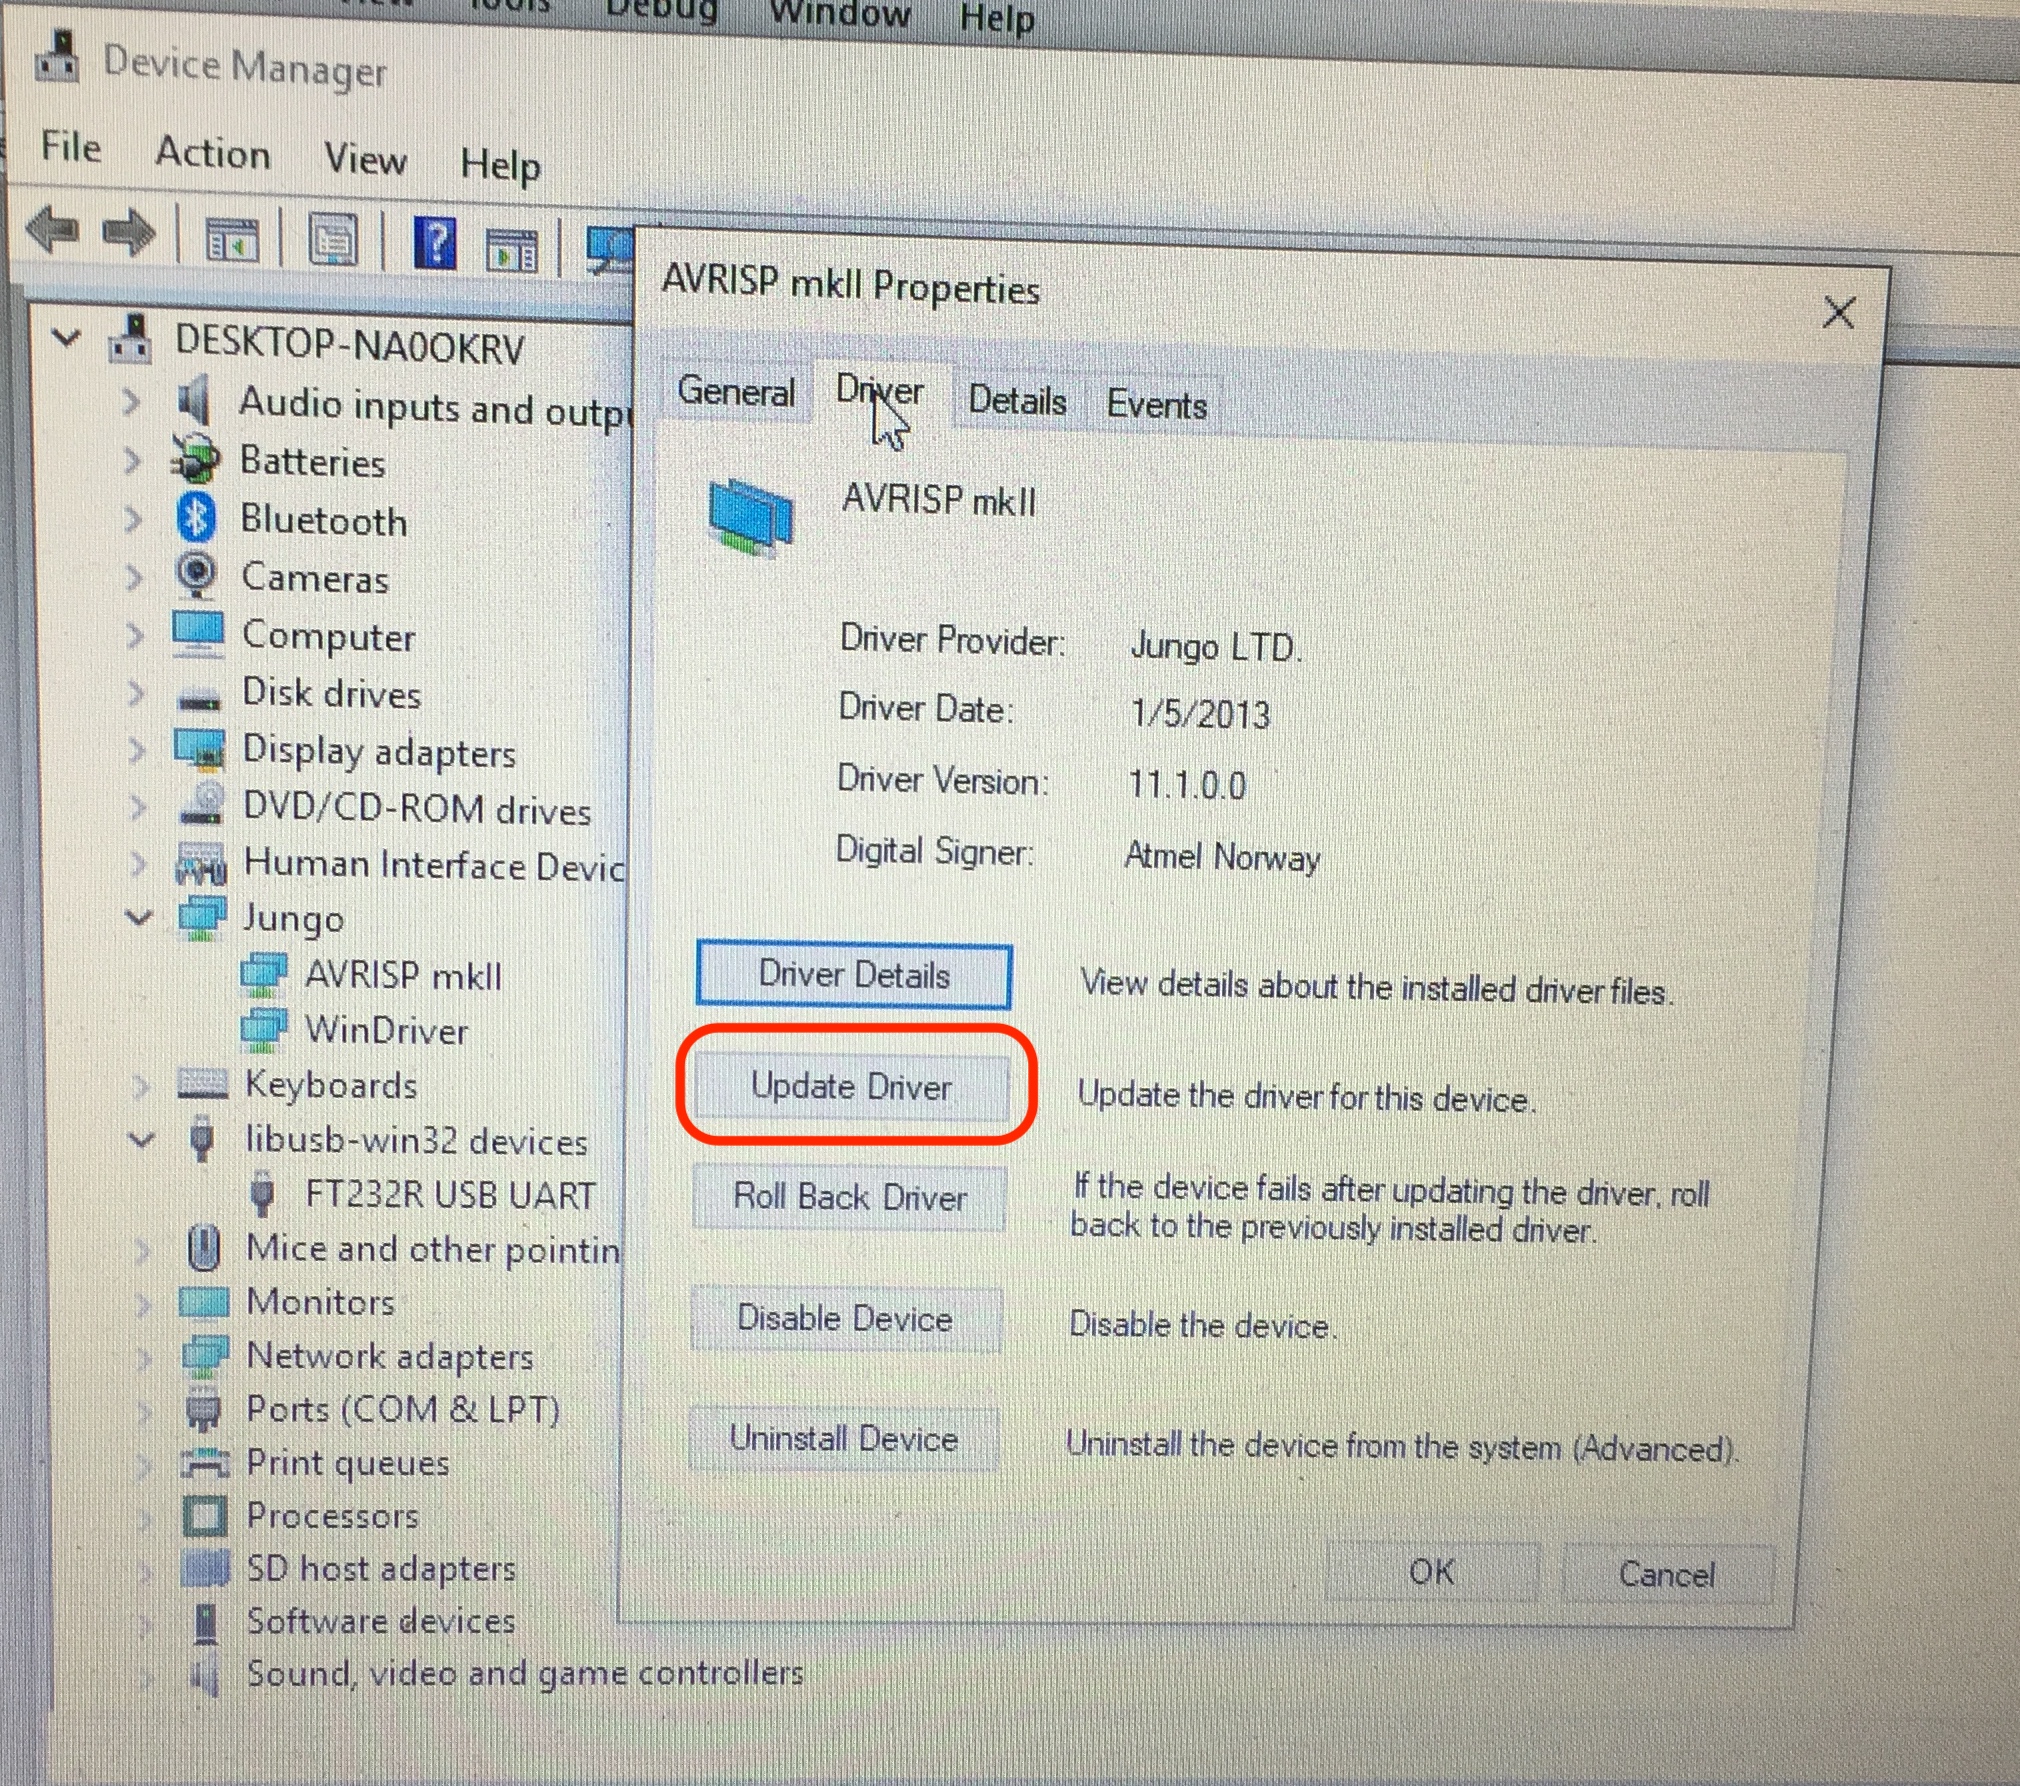 Tools Debug Window Help
Device Manager
File Action View Help
DESKTOP-NA0OKRV
Audio inputs and outpu
Batteries
Bluetooth
Cameras
Computer
Disk drives
Display adapters
DVD/CD-ROM drives
Human Interface Devic
Jungo
AVRISP mkII
WinDriver
Keyboards
libusb-win32 devices
FT232R USB UART
Mice and other pointin
Monitors
Network adapters
Ports (COM & LPT)
Print queues
Processors
SD host adapters
Software devices
Sound, video and game controllers
AVRISP mkII Properties
General Driver Details Events
AVRISP mkII
Driver Provider: Jungo LTD.
Driver Date: 1/5/2013
Driver Version: 11.1.0.0
Digital Signer: Atmel Norway
Driver Details View details about the installed driver files.
Update Driver Update the driver for this device.
Roll Back Driver If the device fails after updating the driver, roll
back to the previously installed driver.
Disable Device Disable the device.
Uninstall Device Uninstall the device from the system (Advanced).
OK Cancel